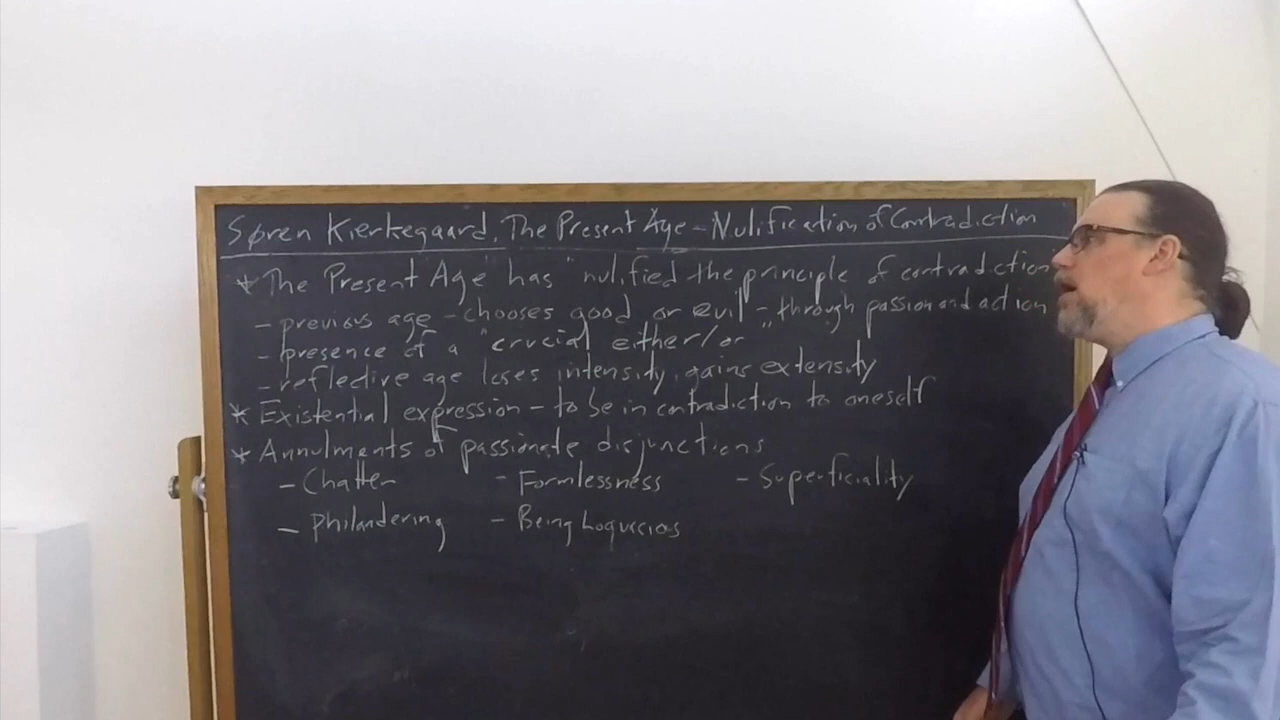 Søren Kierkegaard, The Present Age - Nulification of Contradiction
* The Present Age has "nulified the principle of contradiction
- previous age - chooses good or evil - through passion and action
- presence of a "crucial either/or"
- reflective age loses intensity, gains extensity
* Existential expression - to be in contradiction to oneself
* Annulments of passionate disjunctions
- Chatter - Formlessness - Superficiality
- Philandering - Being Loquacios